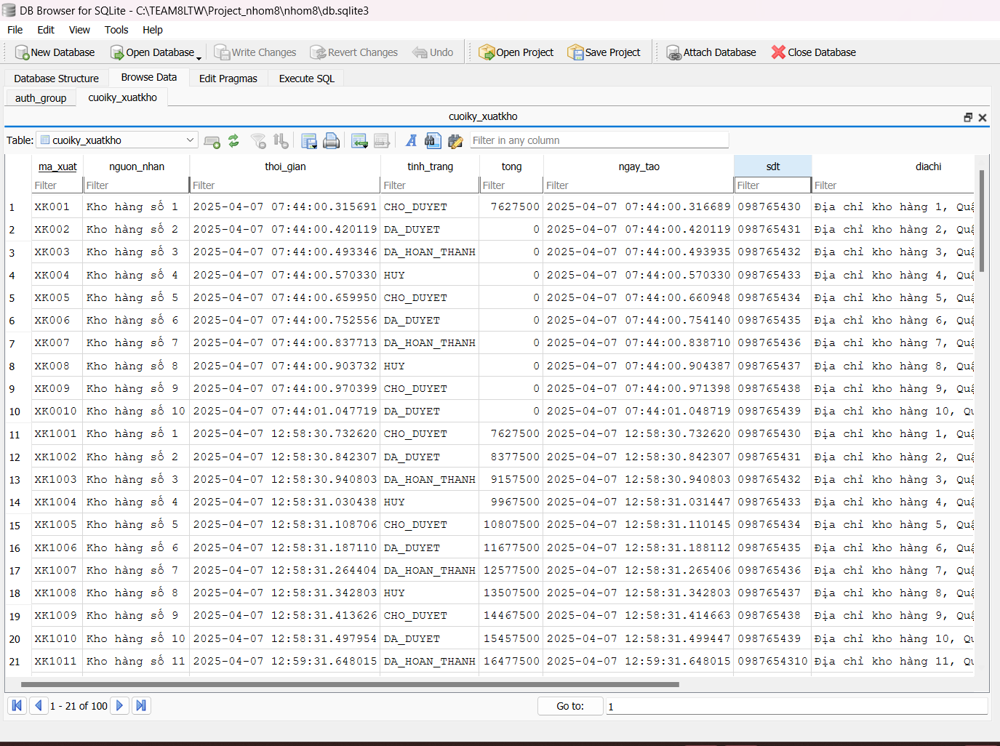 DB Browser for SQLite - C:\TEAM8LTW\Project_nhom8\nhom8\db.sqlite3
File Edit View Tools Help
New Database Open Database Write Changes Revert Changes Undo Open Project Save Project Attach Database Close Database
Database Structure Browse Data Edit Pragmas Execute SQL
auth_group cuoiky_xuatkho
cuoiky_xuatkho
Table: cuoiky_xuatkho Filter in any column
ma_xuat nguon_nhan thoi_gian tinh_trang tong ngay_tao sdt diachi
Filter Filter Filter Filter Filter Filter Filter Filter
1 XK001 Kho hàng số 1 2025-04-07 07:44:00.315691 CHO_DUYET 7627500 2025-04-07 07:44:00.316689 098765430 Địa chỉ kho hàng 1, Quậ
2 XK002 Kho hàng số 2 2025-04-07 07:44:00.420119 DA_DUYET 0 2025-04-07 07:44:00.420119 098765431 Địa chỉ kho hàng 2, Quậ
3 XK003 Kho hàng số 3 2025-04-07 07:44:00.493346 DA_HOAN_THANH 0 2025-04-07 07:44:00.493935 098765432 Địa chỉ kho hàng 3, Quậ
4 XK004 Kho hàng số 4 2025-04-07 07:44:00.570330 HUY 0 2025-04-07 07:44:00.570330 098765433 Địa chỉ kho hàng 4, Quậ
5 XK005 Kho hàng số 5 2025-04-07 07:44:00.659950 CHO_DUYET 0 2025-04-07 07:44:00.660948 098765434 Địa chỉ kho hàng 5, Quậ
6 XK006 Kho hàng số 6 2025-04-07 07:44:00.752556 DA_DUYET 0 2025-04-07 07:44:00.754140 098765435 Địa chỉ kho hàng 6, Quậ
7 XK007 Kho hàng số 7 2025-04-07 07:44:00.837713 DA_HOAN_THANH 0 2025-04-07 07:44:00.838710 098765436 Địa chỉ kho hàng 7, Quậ
8 XK008 Kho hàng số 8 2025-04-07 07:44:00.903732 HUY 0 2025-04-07 07:44:00.904387 098765437 Địa chỉ kho hàng 8, Quậ
9 XK009 Kho hàng số 9 2025-04-07 07:44:00.970399 CHO_DUYET 0 2025-04-07 07:44:00.971398 098765438 Địa chỉ kho hàng 9, Quậ
10 XK0010 Kho hàng số 10 2025-04-07 07:44:01.047719 DA_DUYET 0 2025-04-07 07:44:01.048719 098765439 Địa chỉ kho hàng 10, Qu
11 XK1001 Kho hàng số 1 2025-04-07 12:58:30.732620 CHO_DUYET 7627500 2025-04-07 12:58:30.732620 098765430 Địa chỉ kho hàng 1, Quậ
12 XK1002 Kho hàng số 2 2025-04-07 12:58:30.842307 DA_DUYET 8377500 2025-04-07 12:58:30.842307 098765431 Địa chỉ kho hàng 2, Quậ
13 XK1003 Kho hàng số 3 2025-04-07 12:58:30.940803 DA_HOAN_THANH 9157500 2025-04-07 12:58:30.940803 098765432 Địa chỉ kho hàng 3, Quậ
14 XK1004 Kho hàng số 4 2025-04-07 12:58:31.030438 HUY 9967500 2025-04-07 12:58:31.031447 098765433 Địa chỉ kho hàng 4, Quậ
15 XK1005 Kho hàng số 5 2025-04-07 12:58:31.108706 CHO_DUYET 10807500 2025-04-07 12:58:31.110145 098765434 Địa chỉ kho hàng 5, Quậ
16 XK1006 Kho hàng số 6 2025-04-07 12:58:31.187110 DA_DUYET 11677500 2025-04-07 12:58:31.188112 098765435 Địa chỉ kho hàng 6, Quậ
17 XK1007 Kho hàng số 7 2025-04-07 12:58:31.264404 DA_HOAN_THANH 12577500 2025-04-07 12:58:31.265406 098765436 Địa chỉ kho hàng 7, Quậ
18 XK1008 Kho hàng số 8 2025-04-07 12:58:31.342803 HUY 13507500 2025-04-07 12:58:31.342803 098765437 Địa chỉ kho hàng 8, Quậ
19 XK1009 Kho hàng số 9 2025-04-07 12:58:31.413626 CHO_DUYET 14467500 2025-04-07 12:58:31.414663 098765438 Địa chỉ kho hàng 9, Quậ
20 XK1010 Kho hàng số 10 2025-04-07 12:58:31.497954 DA_DUYET 15457500 2025-04-07 12:58:31.499447 098765439 Địa chỉ kho hàng 10, Qu
21 XK1011 Kho hàng số 11 2025-04-07 12:59:31.648015 DA_HOAN_THANH 16477500 2025-04-07 12:59:31.648015 0987654310 Địa chỉ kho hàng 11, Qu
1 - 21 of 100 Go to: 1